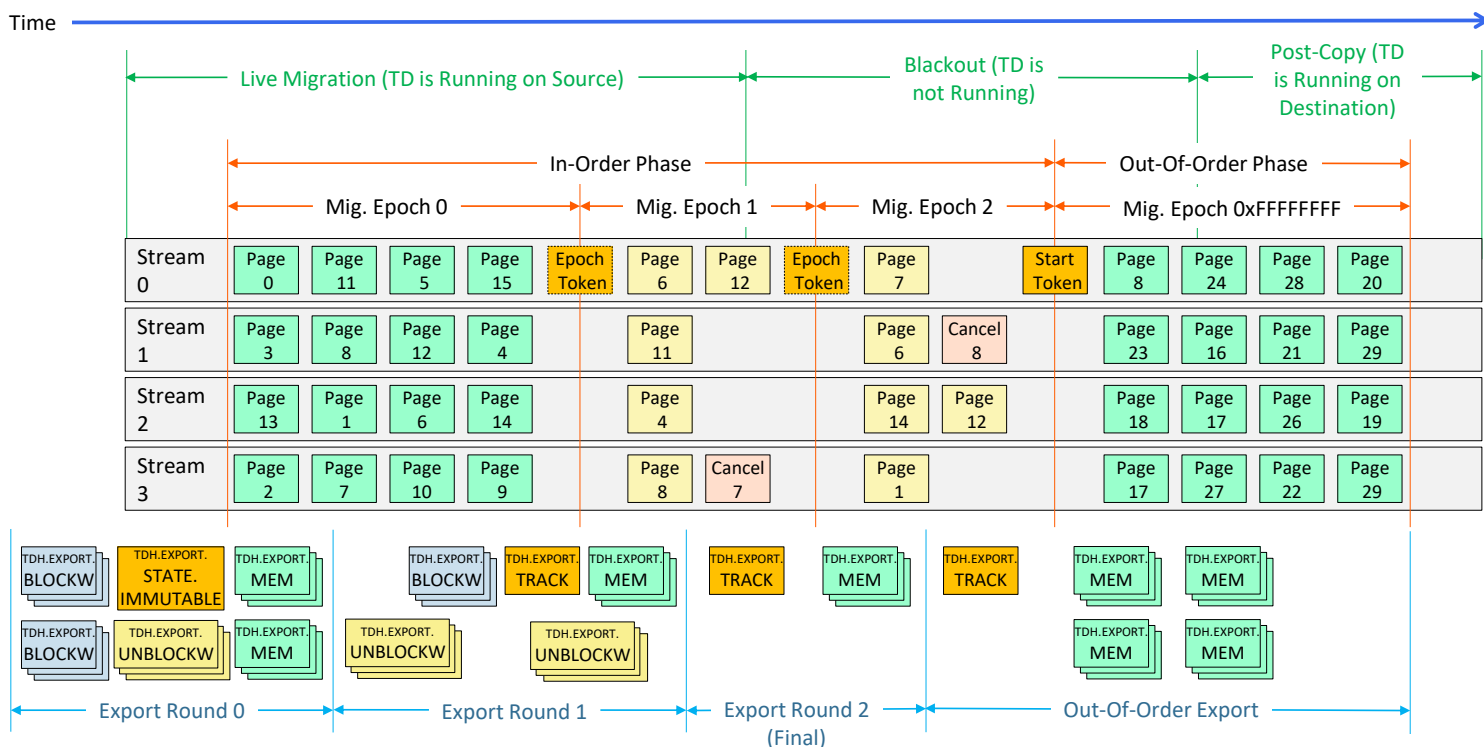 Time
Live Migration (TD is Running on Source)
Blackout (TD is
not Running)
Post-Copy (TD
is Running on
Destination)
In-Order Phase
Out-Of-Order Phase
Mig. Epoch 0
Mig. Epoch 1
Mig. Epoch 2
Mig. Epoch 0xFFFFFFFF
Stream
0
Page
0
Page
11
Page
5
Page
15
Epoch
Token
Page
6
Page
12
Epoch
Token
Page
7
Start
Token
Page
8
Page
24
Page
28
Page
20
Stream
1
Page
3
Page
8
Page
12
Page
4
Page
11
Page
6
Cancel
8
Page
23
Page
16
Page
21
Page
29
Stream
2
Page
13
Page
1
Page
6
Page
14
Page
4
Page
14
Page
12
Page
18
Page
17
Page
26
Page
19
Stream
3
Page
2
Page
7
Page
10
Page
9
Page
8
Cancel
7
Page
1
Page
17
Page
27
Page
22
Page
29
TDH.EXPORT.
BLOCKW
TDH.EXPORT.
STATE.
IMMUTABLE
TDH.EXPORT.
MEM
TDH.EXPORT.
BLOCKW
TDH.EXPORT.
TRACK
TDH.EXPORT.
MEM
TDH.EXPORT.
TRACK
TDH.EXPORT.
MEM
TDH.EXPORT.
TRACK
TDH.EXPORT.
MEM
TDH.EXPORT.
MEM
TDH.EXPORT.
BLOCKW
TDH.EXPORT.
UNBLOCKW
TDH.EXPORT.
MEM
TDH.EXPORT.
UNBLOCKW
TDH.EXPORT.
UNBLOCKW
TDH.EXPORT.
MEM
TDH.EXPORT.
MEM
Export Round 0
Export Round 1
Export Round 2
(Final)
Out-Of-Order Export